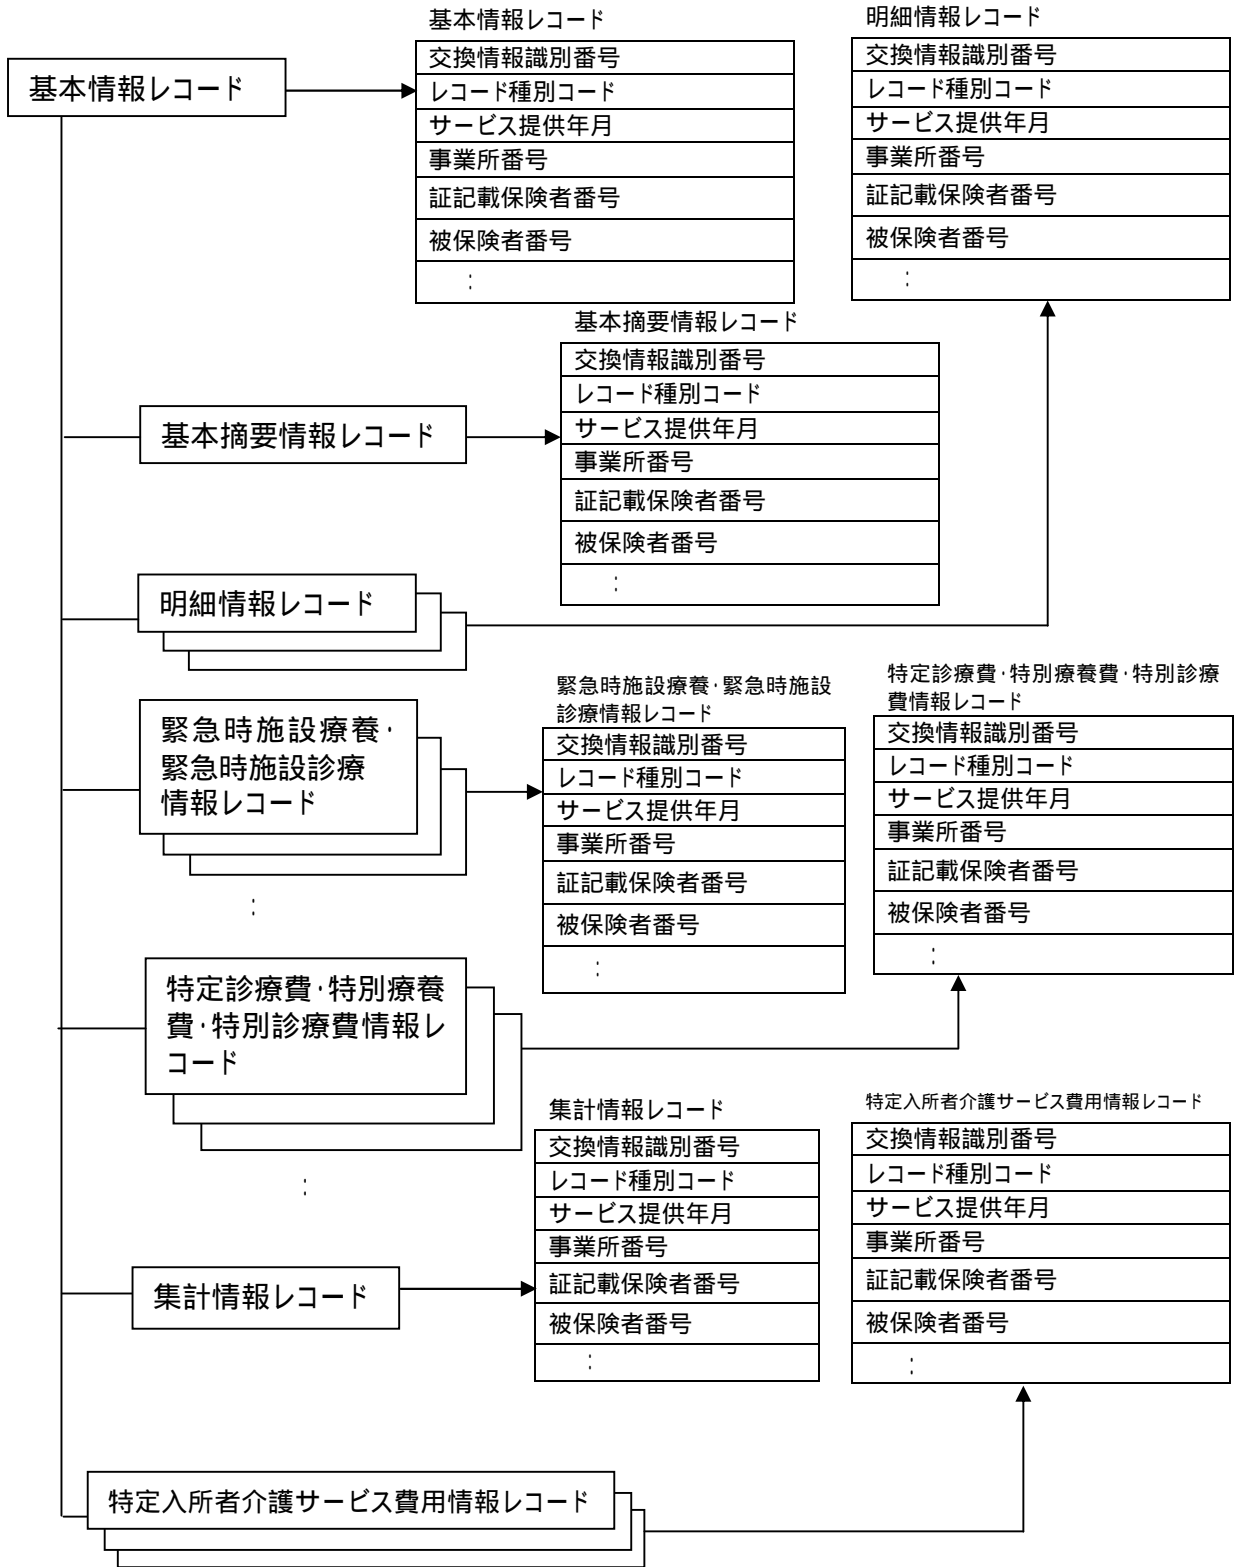 基本情報レコード
基本情報レコード
交換情報識別番号
レコード種別コード
サービス提供年月
事業所番号
証記載保険者番号
被保険者番号
:
明細情報レコード
交換情報識別番号
レコード種別コード
サービス提供年月
事業所番号
証記載保険者番号
被保険者番号
:
基本摘要情報レコード
基本摘要情報レコード
交換情報識別番号
レコード種別コード
サービス提供年月
事業所番号
証記載保険者番号
被保険者番号
:
明細情報レコード
緊急時施設療養・
緊急時施設診療
情報レコード
:
緊急時施設療養・緊急時施設
診療情報レコード
交換情報識別番号
レコード種別コード
サービス提供年月
事業所番号
証記載保険者番号
被保険者番号
:
特定診療費・特別療養費・特別診療
費情報レコード
交換情報識別番号
レコード種別コード
サービス提供年月
事業所番号
証記載保険者番号
被保険者番号
:
特定診療費・特別療養
費・特別診療費情報レ
コード
:
集計情報レコード
集計情報レコード
交換情報識別番号
レコード種別コード
サービス提供年月
事業所番号
証記載保険者番号
被保険者番号
:
特定入所者介護サービス費用情報レコード
交換情報識別番号
レコード種別コード
サービス提供年月
事業所番号
証記載保険者番号
被保険者番号
:
特定入所者介護サービス費用情報レコード